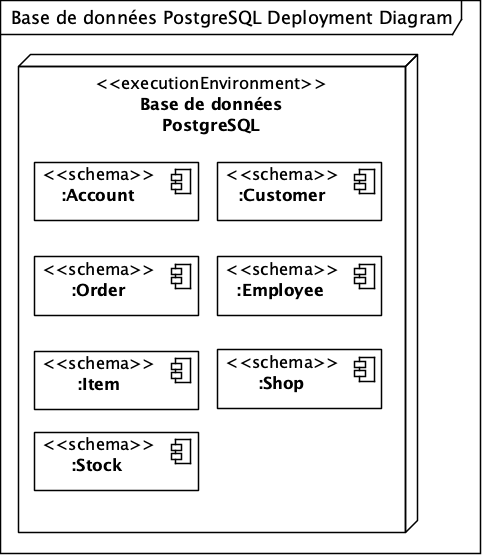 Base de données PostgreSQL Deployment Diagram
<<executionEnvironment>>
Base de données
PostgreSQL
<<schema>>
:Account
<<schema>>
:Customer
<<schema>>
:Order
<<schema>>
:Employee
<<schema>>
:Item
<<schema>>
:Shop
<<schema>>
:Stock